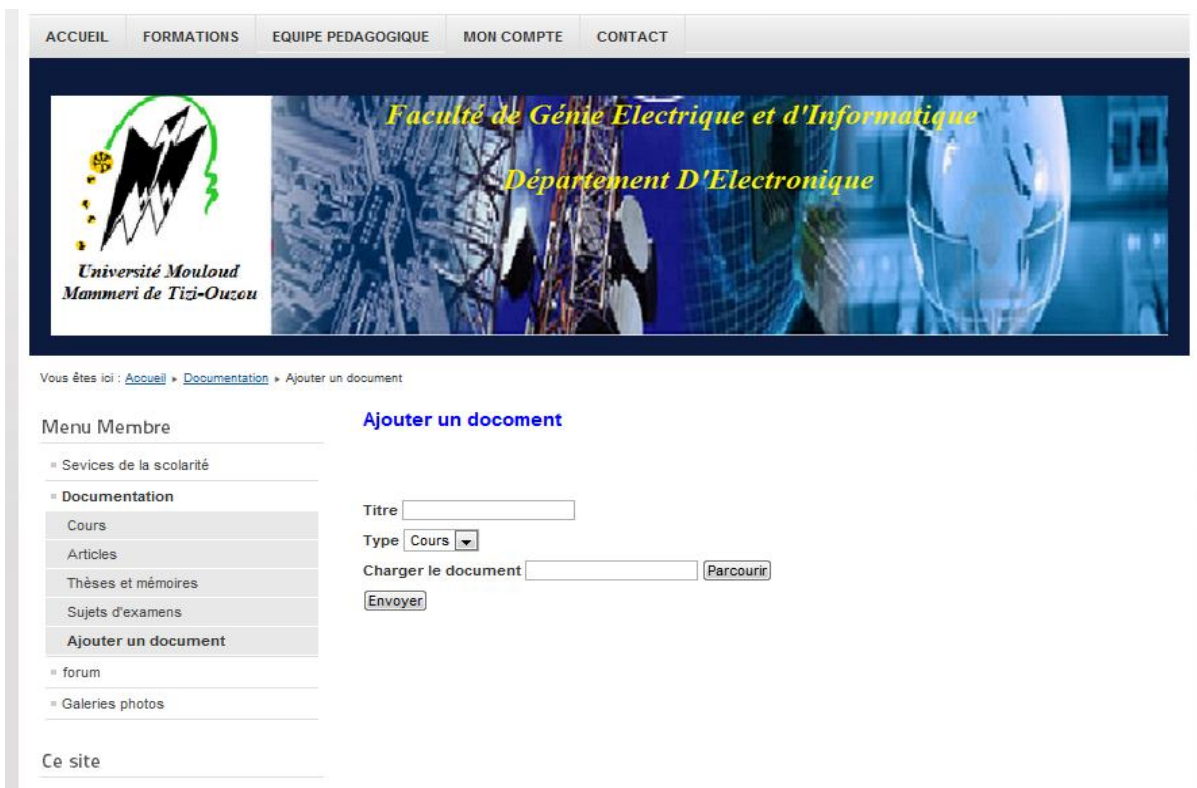 ACCUEIL FORMATIONS EQUIPE PEDAGOGIQUE MON COMPTE CONTACT
Faculté de Génie Electrique et d'Informatique
Département D'Electronique
Université Mouloud
Mammeri de Tizi-Ouzou
Vous êtes ici : Accueil ▸ Documentation ▸ Ajouter un document
Menu Membre
Sevices de la scolarité
Documentation
Cours
Articles
Thèses et mémoires
Sujets d'examens
Ajouter un document
forum
Galeries photos
Ce site
Ajouter un docoment
Titre
Type Cours
Charger le document Parcourir
Envoyer